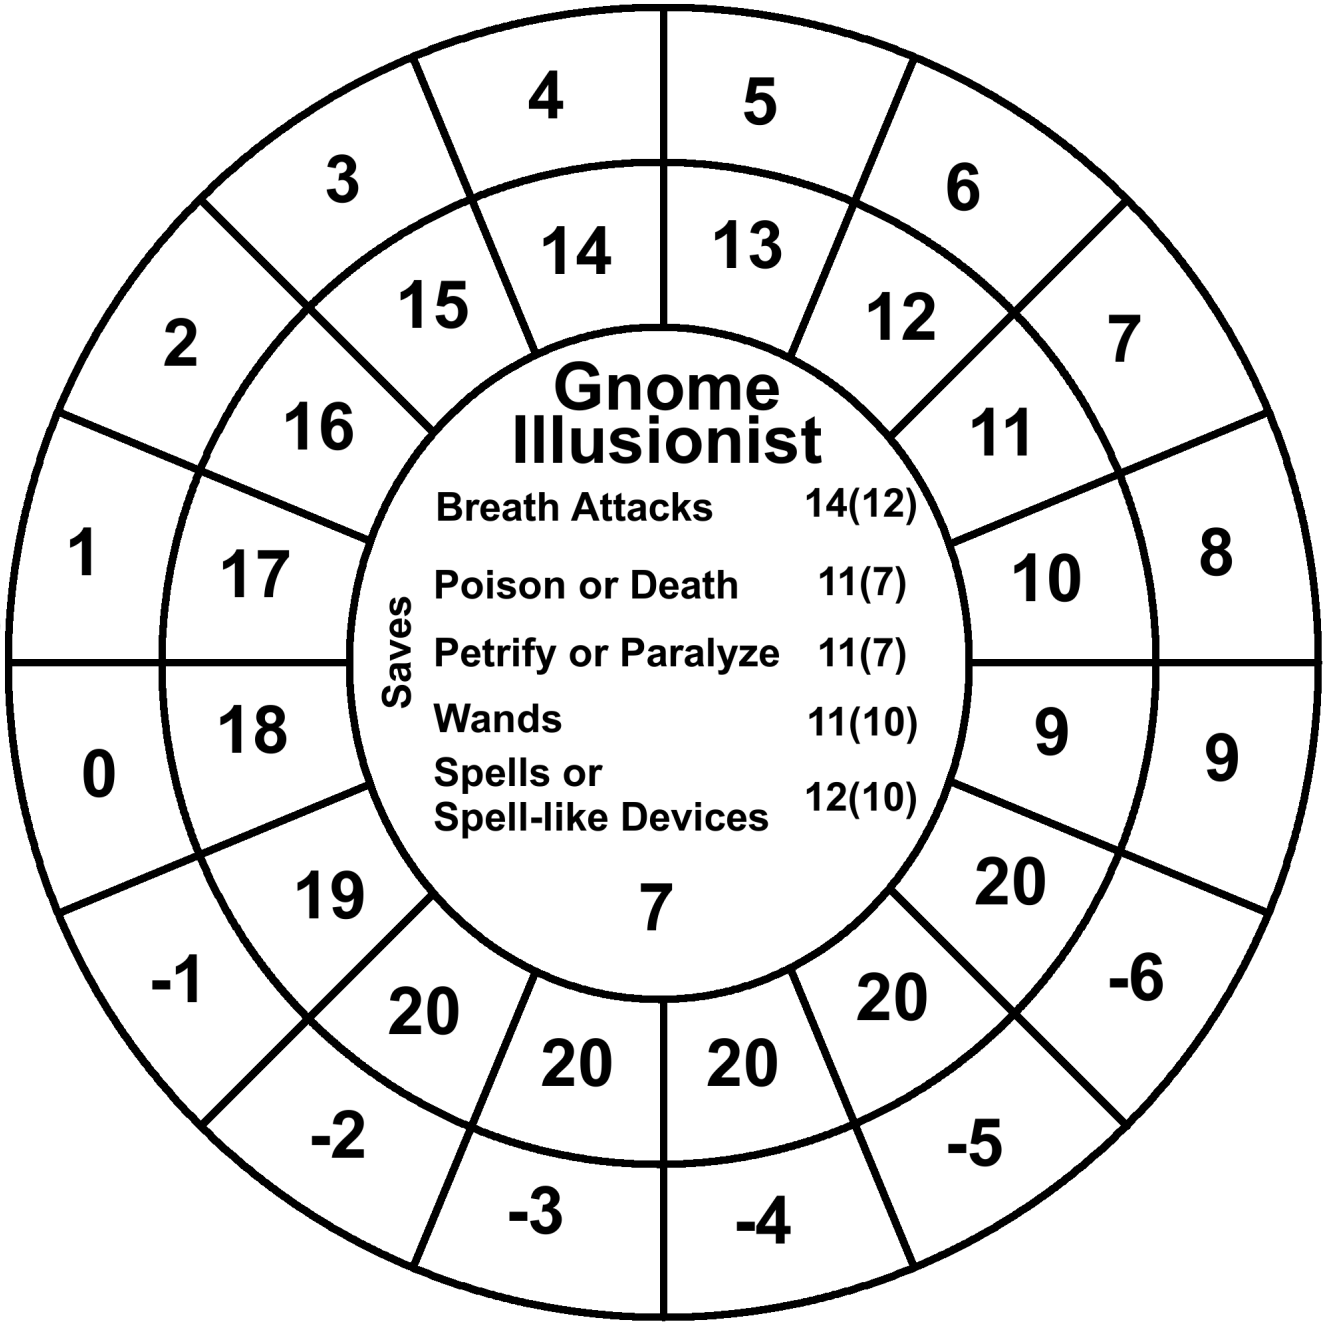 4 5
3 6
14 13
15 12
2 7
16 11
Gnome
Illusionist
Breath Attacks 14(12)
1 17 10 8
Saves
Poison or Death 11(7)
Petrify or Paralyze 11(7)
Wands 11(10)
Spells or
Spell-like Devices 12(10)
0 18 9 9
7
19 20
-1 -6
20 20
20 20
-2 -5
-3 -4